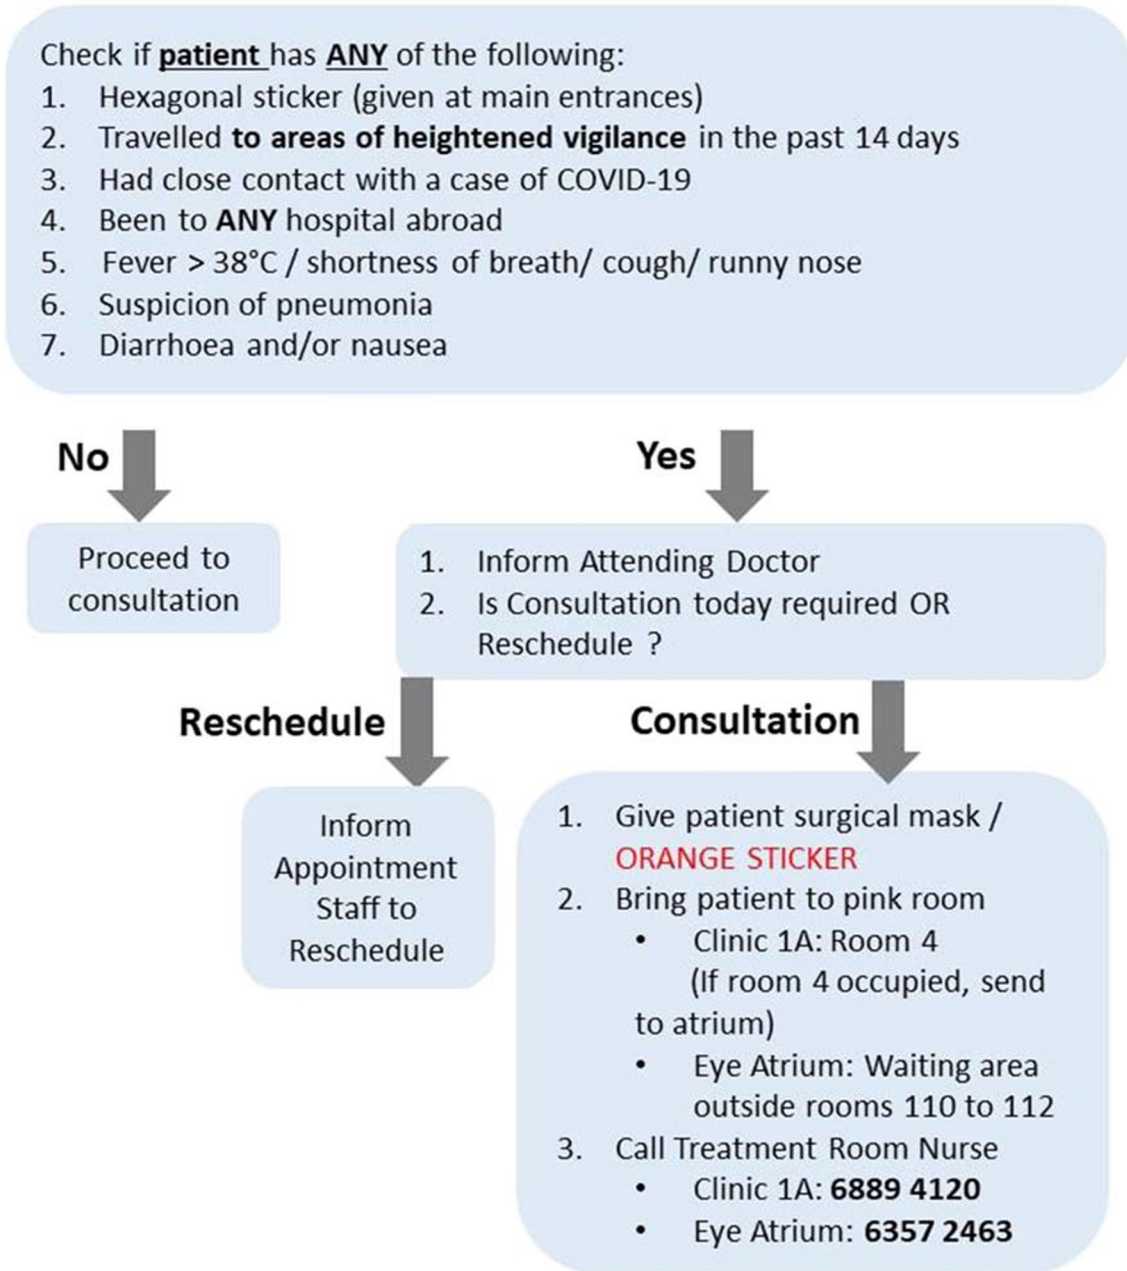 Check if patient has ANY of the following:
1. Hexagonal sticker (given at main entrances)
2. Travelled to areas of heightened vigilance in the past 14 days
3. Had close contact with a case of COVID-19
4. Been to ANY hospital abroad
5. Fever > 38°C / shortness of breath/ cough/ runny nose
6. Suspicion of pneumonia
7. Diarrhoea and/or nausea
No
Yes
Proceed to
consultation
1. Inform Attending Doctor
2. Is Consultation today required OR
Reschedule ?
Reschedule
Consultation
Inform
Appointment
Staff to
Reschedule
1. Give patient surgical mask /
ORANGE STICKER
2. Bring patient to pink room
• Clinic 1A: Room 4
(If room 4 occupied, send
to atrium)
• Eye Atrium: Waiting area
outside rooms 110 to 112
3. Call Treatment Room Nurse
• Clinic 1A: 6889 4120
• Eye Atrium: 6357 2463